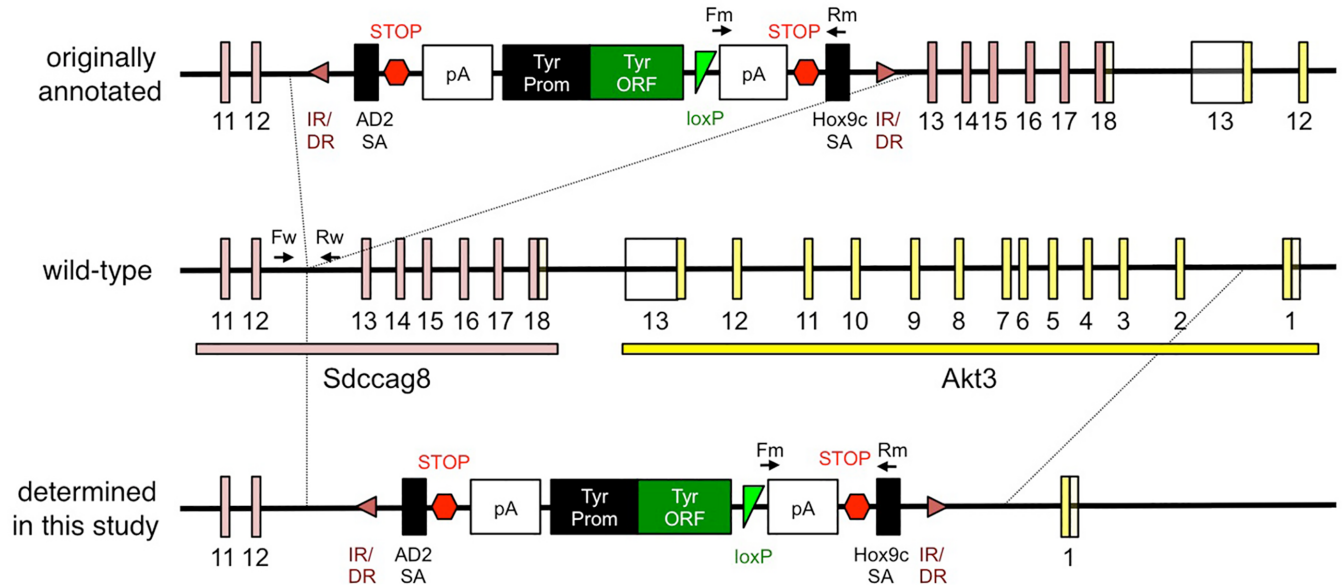 Fm Rm
STOP STOP
originally
annotated
pA Tyr Prom Tyr ORF pA
loxP
11 12 IR/DR AD2 SA Hox9c SA IR/DR 13 14 15 16 17 18 13 12
Fw Rw
wild-type
11 12 13 14 15 16 17 18 13 12 11 10 9 8 7 6 5 4 3 2 1
Sdccag8 Akt3
Fm Rm
STOP STOP
determined
in this study
pA Tyr Prom Tyr ORF pA
loxP
11 12 IR/DR AD2 SA Hox9c SA IR/DR 1